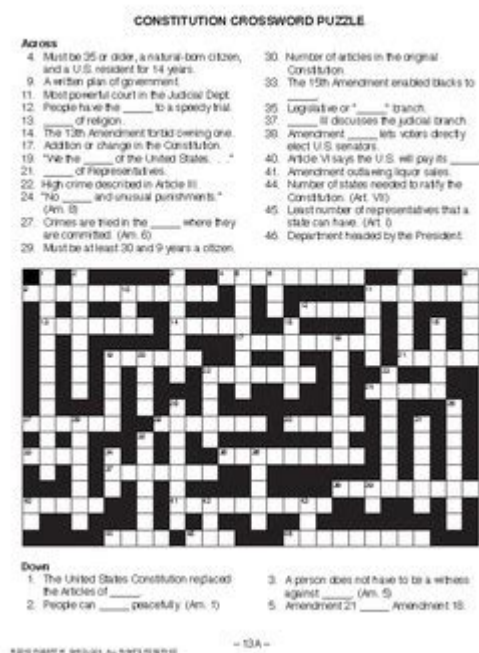 CONSTITUTION CROSSWORD PUZZLE
Across
4. Must be 35 or older, a natural-born citizen,
and a U.S. resident for 14 years.
9. A written plan of government.
11. Most powerful court in the Judicial Dept.
12. People have the _____ to a speedy trial.
13. _____ of religion.
14. The 13th Amendment forbid owning one.
17. Addition or change in the Constitution.
19. "We the _____ of the United States. . ."
21. _____ of Representatives.
22. High crime described in Article III.
24. "No _____ and unusual punishments."
(Am. 8)
27. Crimes are tried in the _____ where they
are committed. (Am. 6)
29. Must be at least 30 and 9 years a citizen.
30. Number of articles in the original
Constitution.
33. The 15th Amendment enabled blacks to
_____.
35. Legislative or "_____" branch.
37. _____ III discusses the judicial branch.
38. Amendment _____ lets voters directly
elect U.S. senators.
40. Article VI says the U.S. will pay its _____.
41. Amendment outlawing liquor sales.
44. Number of states needed to ratify the
Constitution. (Art. VII)
45. Least number of representatives that a
state can have. (Art. I)
46. Department headed by the President.
Down
1. The United States Constitution replaced
the Articles of _____.
2. People can _____ peacefully. (Am. 1)
3. A person does not have to be a witness
against _____. (Am. 5)
5. Amendment 21 _____ Amendment 18.
– 13A –